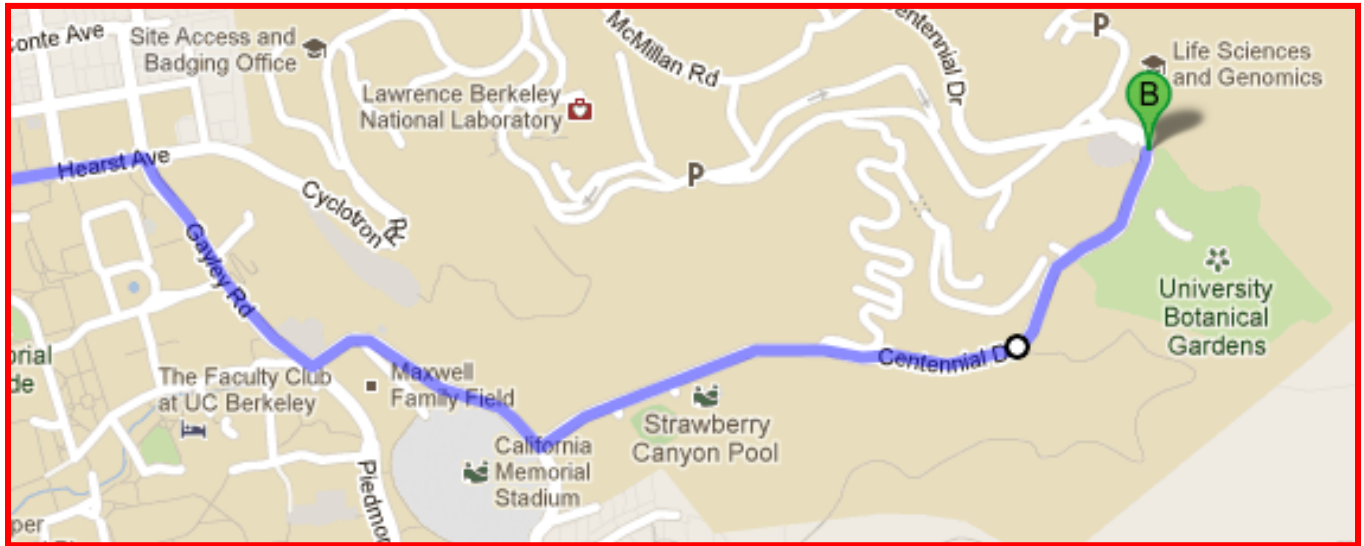 Conte Ave
Site Access and
Badging Office
McMillan Rd
Centennial Dr
P
Life Sciences
and Genomics
B
Lawrence Berkeley
National Laboratory
Hearst Ave
P
Cyclotron Rd
Gayley Rd
University
Botanical
Gardens
Centennial D
The Faculty Club
at UC Berkeley
Maxwell
Family Field
Strawberry
Canyon Pool
California
Memorial
Stadium
Piedmo
orial
de
per